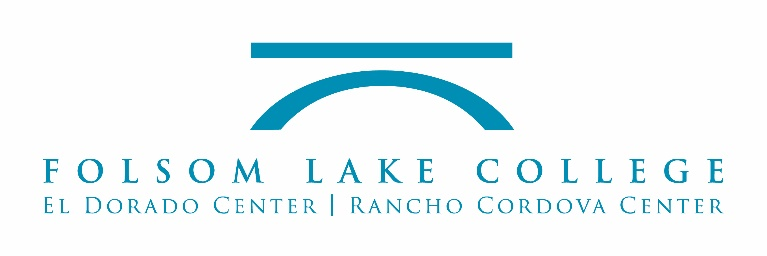 FOLSOM LAKE COLLEGE
EL DORADO CENTER | RANCHO CORDOVA CENTER